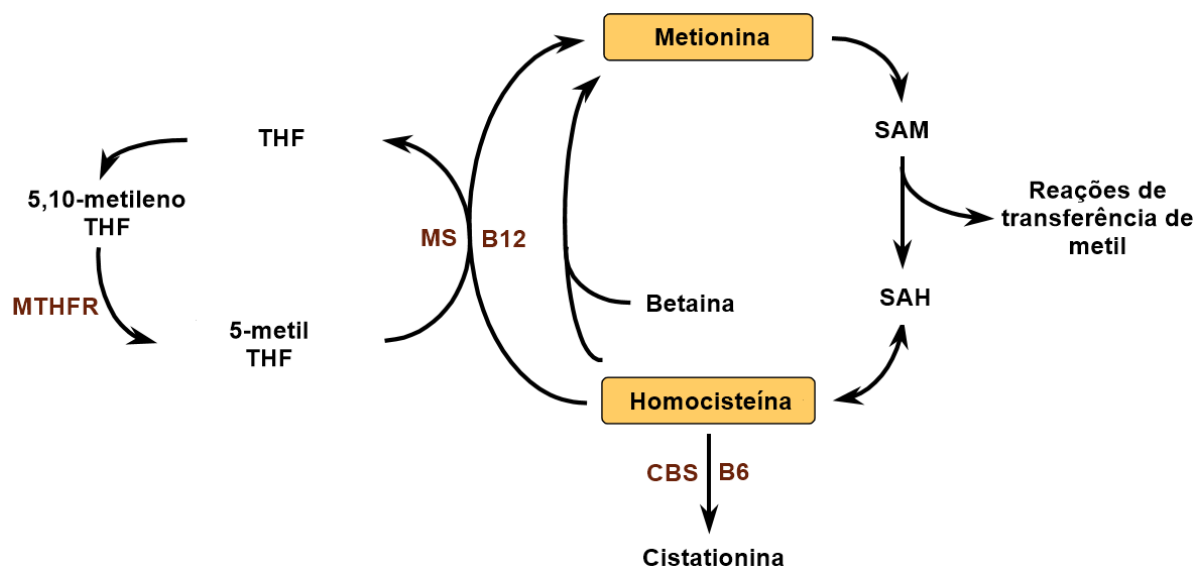 Metionina
THF
SAM
5,10-metileno
THF
Reações de
transferência de
metil
MS B12
MTHFR
Betaina
SAH
5-metil
THF
Homocisteína
CBS B6
Cistationina